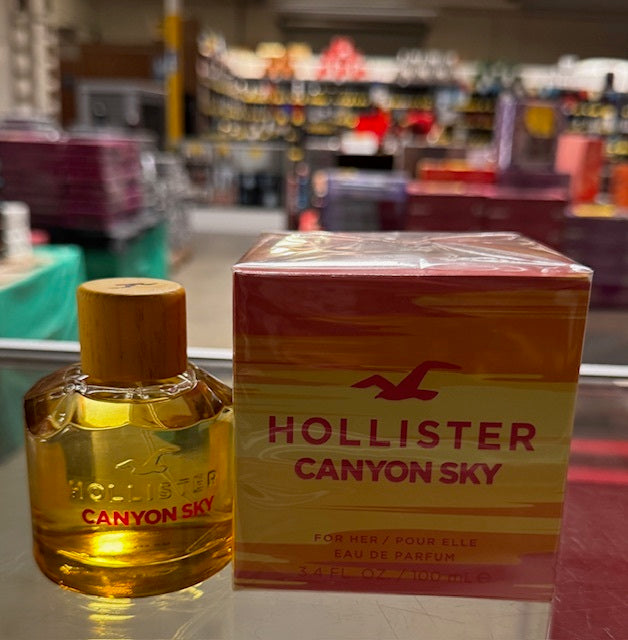 HOLLISTER
CANYON SKY
HOLLISTER
CANYON SKY
FOR HER / POUR ELLE
EAU DE PARFUM
3.4 FL. OZ. / 100 mL e